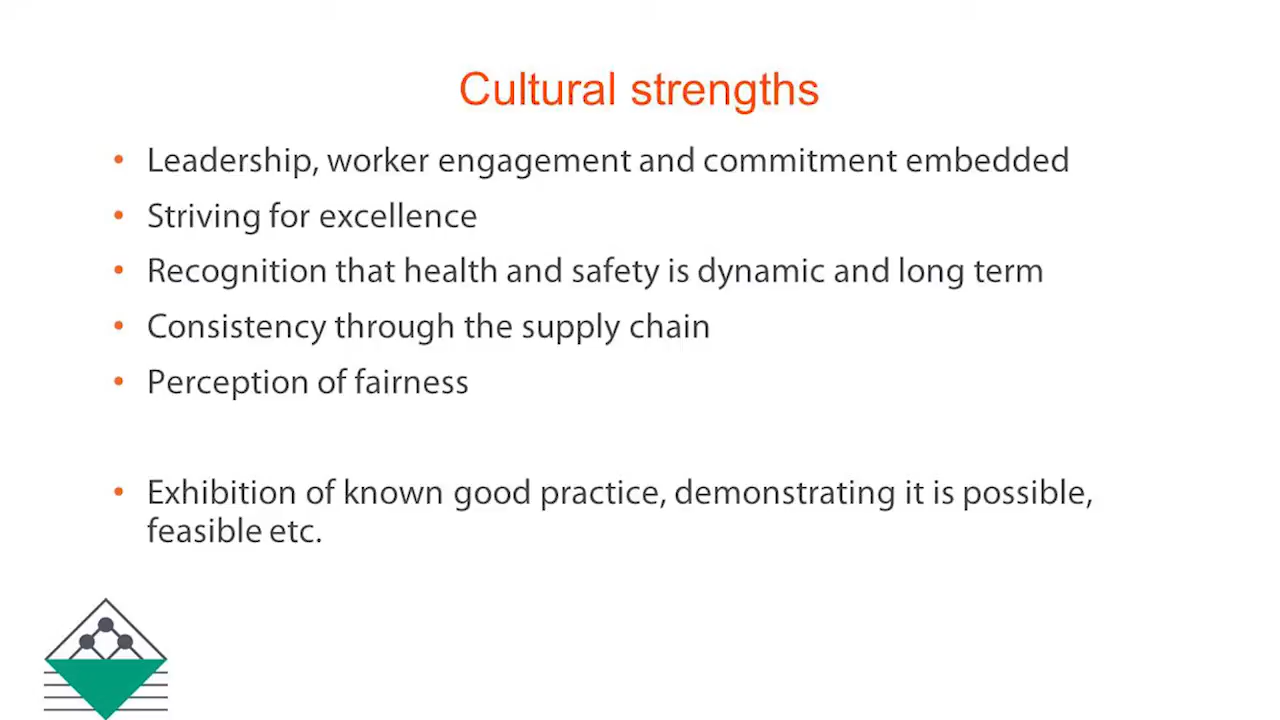 Cultural strengths
• Leadership, worker engagement and commitment embedded
• Striving for excellence
• Recognition that health and safety is dynamic and long term
• Consistency through the supply chain
• Perception of fairness
• Exhibition of known good practice, demonstrating it is possible,
feasible etc.